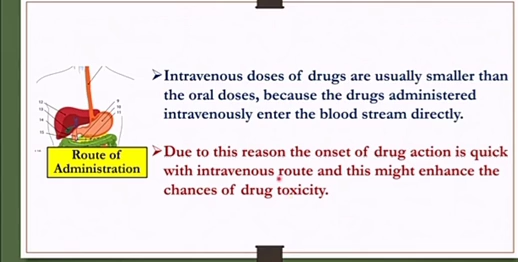 ➢Intravenous doses of drugs are usually smaller than
the oral doses, because the drugs administered
intravenously enter the blood stream directly.
➢Due to this reason the onset of drug action is quick
with intravenous route and this might enhance the
chances of drug toxicity.
Route of
Administration